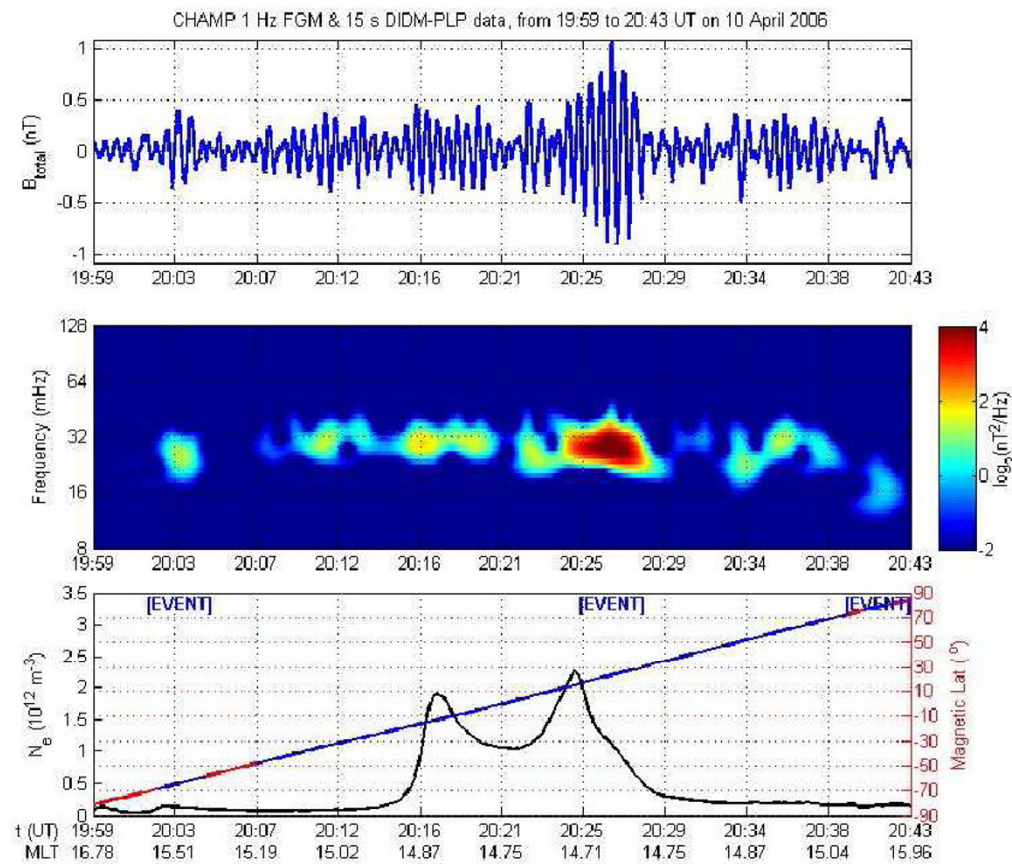 CHAMP 1 Hz FGM & 15 s DIDM-PLP data, from 19:59 to 20:43 UT on 10 April 2006
B_total (nT)
1
0.5
0
-0.5
-1
19:59 20:03 20:07 20:12 20:16 20:21 20:25 20:29 20:34 20:38 20:43
Frequency (mHz)
128
64
32
16
8
19:59 20:03 20:07 20:12 20:16 20:21 20:25 20:29 20:34 20:38 20:43
4
2
0
-2
log₂(nT²/Hz)
[EVENT] [EVENT] [EVENT]
N_e (10¹² m⁻³)
3.5
3
2.5
2
1.5
1
0.5
0
90
70
50
30
10
-10
-30
-50
-70
-90
Magnetic Lat (°)
t (UT) 19:59 20:03 20:07 20:12 20:16 20:21 20:25 20:29 20:34 20:38 20:43
MLT 16.78 15.51 15.19 15.02 14.87 14.75 14.71 14.75 14.87 15.04 15.96